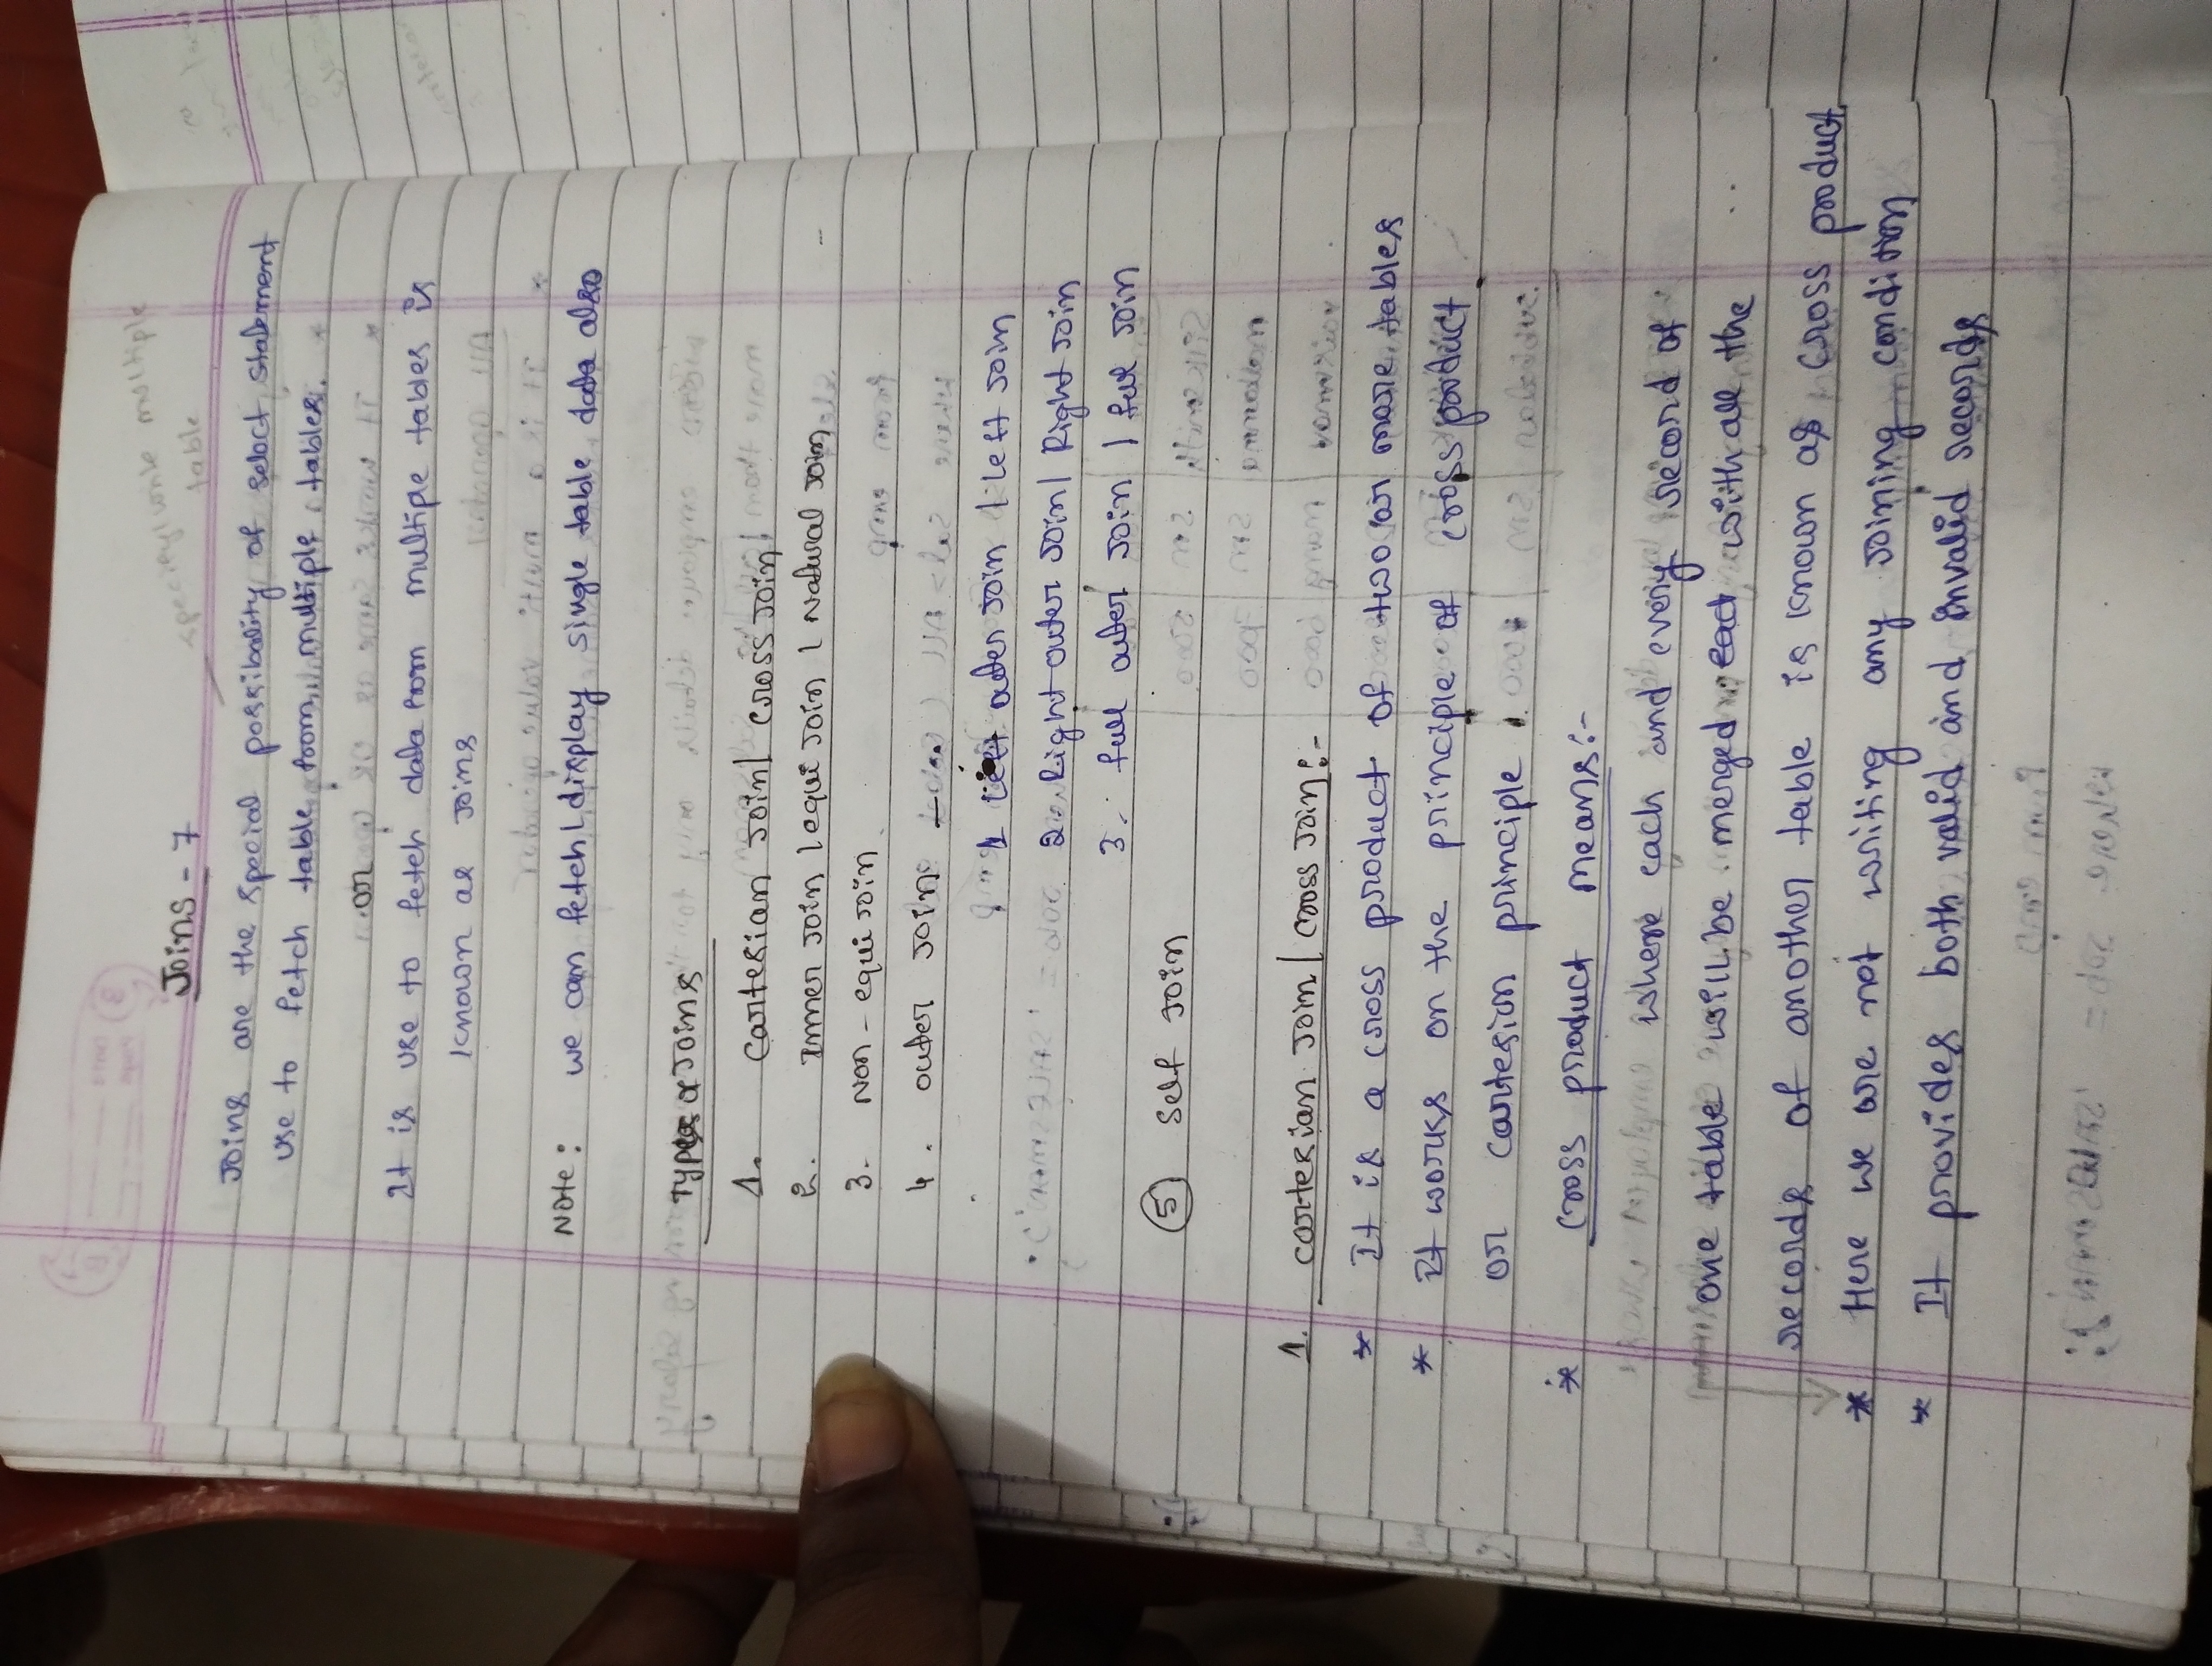 Joins - 7
multiple
table
Joins are the special possibality of select statement
use to fetch table from multiple tables.
or
It is use to fetch data from multiple tables is
known as Joins
Note: we can fetch/display single table data also
Types of Joins
1. Cartesian Join/ Cross Join/
2. Inner Join / equi Join / Natural Join
3. Non-equi Join
4. outer Join -
1 Left outer Join / Left Join
2. Right outer Join/ Right Join
3. full outer Join / full Join
5 Self Join
1. Cartesian Join / Cross Join:-
* It is a cross product of two or more tables
* It works on the principle of cross product
or cartesion principle.
* Cross product means:-
where each and every record of
one table will be merged each with all the
records of another table is known as cross product
* Here we are not writing any Joining condition
* It provides both valid and invalid records